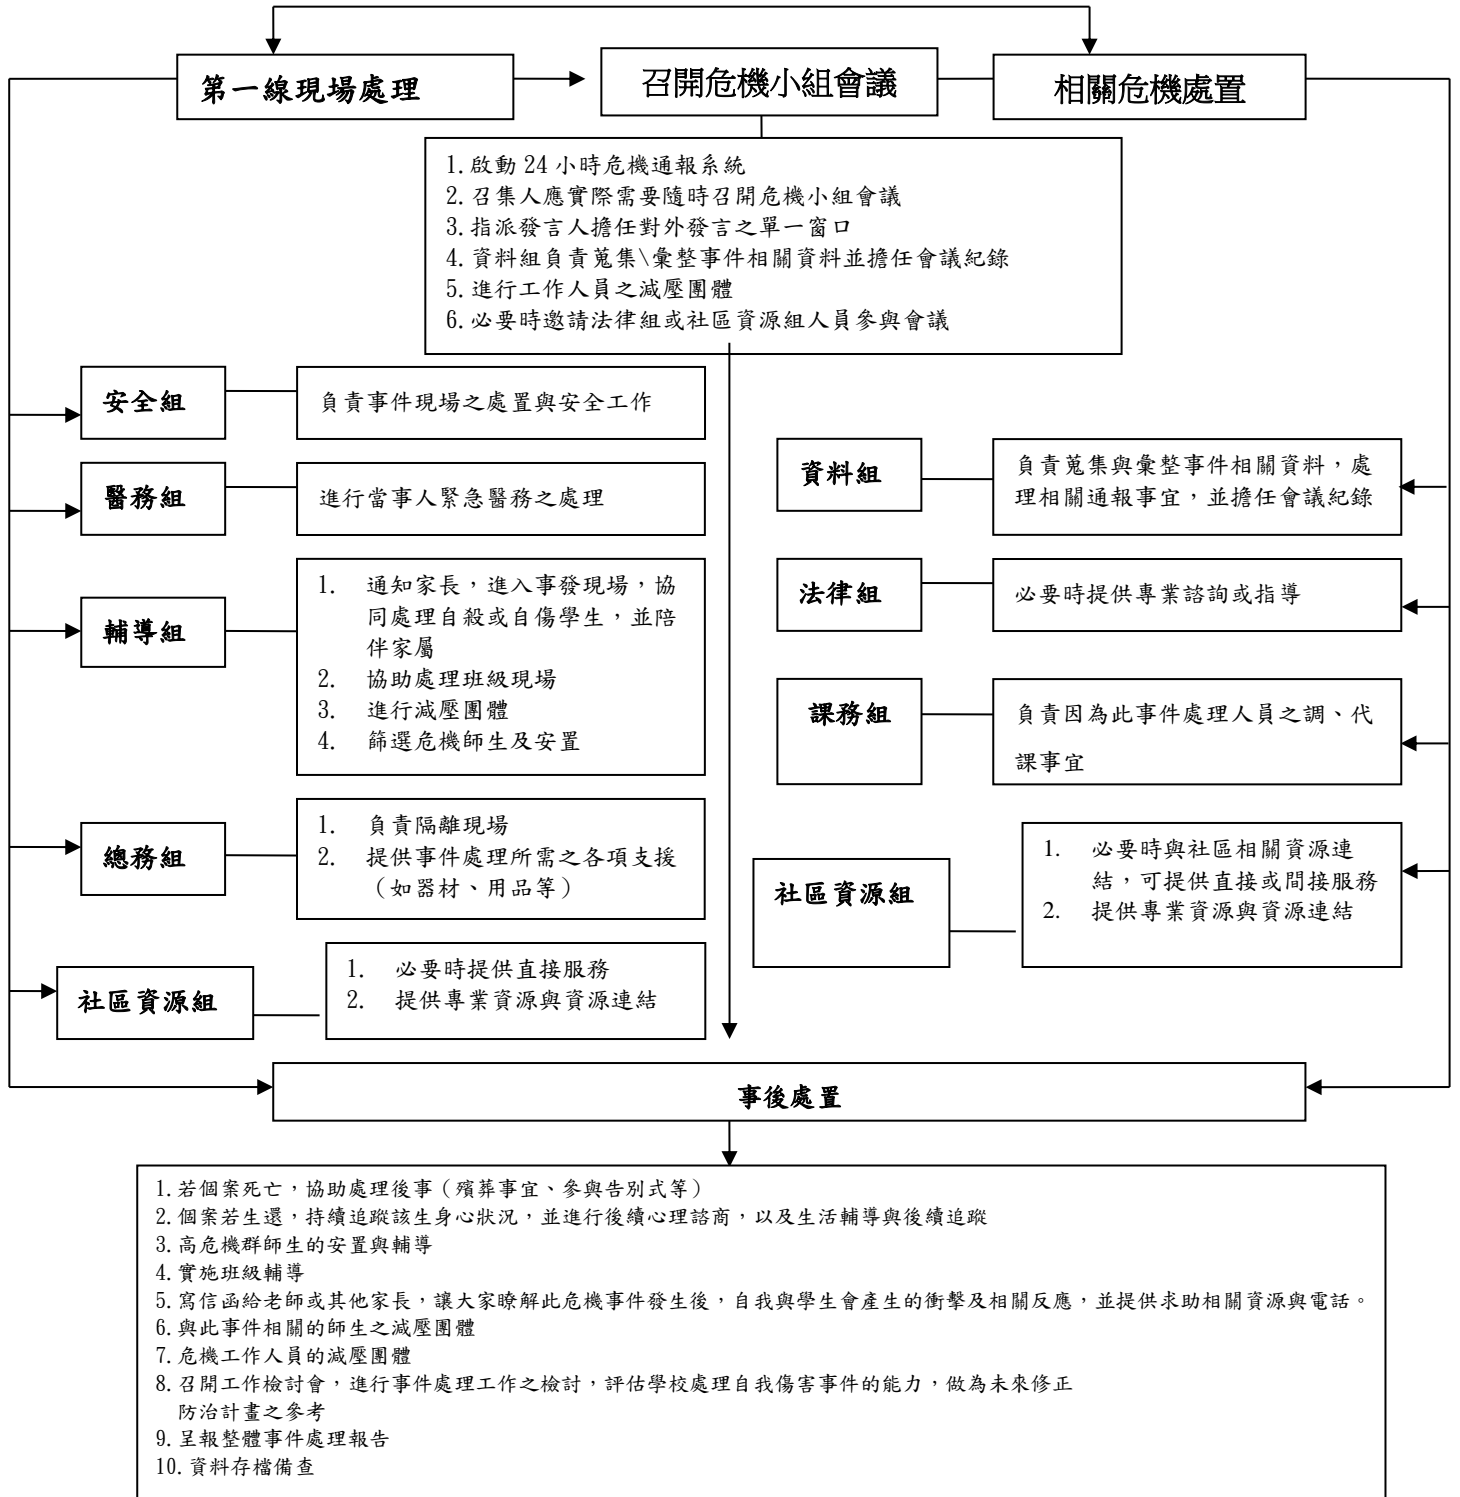 第一線現場處理
召開危機小組會議
相關危機處置
1.啟動 24 小時危機通報系統
2.召集人應實際需要隨時召開危機小組會議
3.指派發言人擔任對外發言之單一窗口
4.資料組負責蒐集\彙整事件相關資料並擔任會議紀錄
5.進行工作人員之減壓團體
6.必要時邀請法律組或社區資源組人員參與會議
安全組
負責事件現場之處置與安全工作
醫務組
進行當事人緊急醫務之處理
輔導組
1. 通知家長，進入事發現場，協
同處理自殺或自傷學生，並陪
伴家屬
2. 協助處理班級現場
3. 進行減壓團體
4. 篩選危機師生及安置
總務組
1. 負責隔離現場
2. 提供事件處理所需之各項支援
（如器材、用品等）
社區資源組
1. 必要時提供直接服務
2. 提供專業資源與資源連結
資料組
負責蒐集與彙整事件相關資料，處
理相關通報事宜，並擔任會議紀錄
法律組
必要時提供專業諮詢或指導
課務組
負責因為此事件處理人員之調、代
課事宜
社區資源組
1. 必要時與社區相關資源連
結，可提供直接或間接服務
2. 提供專業資源與資源連結
事後處置
1.若個案死亡，協助處理後事（殯葬事宜、參與告別式等）
2.個案若生還，持續追蹤該生身心狀況，並進行後續心理諮商，以及生活輔導與後續追蹤
3.高危機群師生的安置與輔導
4.實施班級輔導
5.寫信函給老師或其他家長，讓大家瞭解此危機事件發生後，自我與學生會產生的衝擊及相關反應，並提供求助相關資源與電話。
6.與此事件相關的師生之減壓團體
7.危機工作人員的減壓團體
8.召開工作檢討會，進行事件處理工作之檢討，評估學校處理自我傷害事件的能力，做為未來修正
防治計畫之參考
9.呈報整體事件處理報告
10.資料存檔備查